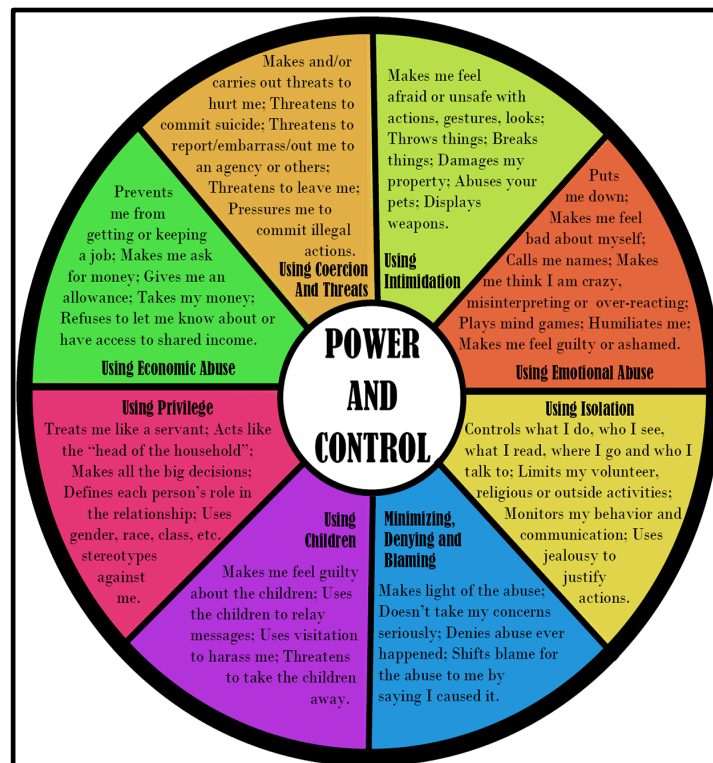 Makes and/or
carries out threats to
hurt me; Threatens to
commit suicide; Threatens to
report/embarrass/out me to
an agency or others;
Threatens to leave me;
Pressures me to
commit illegal
actions.
Using Coercion
And Threats
Makes me feel
afraid or unsafe with
actions, gestures, looks;
Throws things; Breaks
things; Damages my
property; Abuses your
pets; Displays
weapons.
Using
Intimidation
Puts
me down;
Makes me feel
bad about myself;
Calls me names; Makes
me think I am crazy,
misinterpreting or over-reacting;
Plays mind games; Humiliates me;
Makes me feel guilty or ashamed.
Using Emotional Abuse
Using Isolation
Controls what I do, who I see,
what I read, where I go and who I
talk to; Limits my volunteer,
religious or outside activities;
Monitors my behavior and
communication; Uses
jealousy to
justify
actions.
Minimizing,
Denying and
Blaming
Makes light of the abuse;
Doesn't take my concerns
seriously; Denies abuse ever
happened; Shifts blame for
the abuse to me by
saying I caused it.
Using
Children
Makes me feel guilty
about the children; Uses
the children to relay
messages; Uses visitation
to harass me; Threatens
to take the children
away.
Using Privilege
Treats me like a servant; Acts like
the “head of the household”;
Makes all the big decisions;
Defines each person's role in
the relationship; Uses
gender, race, class, etc.
stereotypes
against
me.
Prevents
me from
getting or keeping
a job; Makes me ask
for money; Gives me an
allowance; Takes my money;
Refuses to let me know about or
have access to shared income.
Using Economic Abuse
POWER
AND
CONTROL